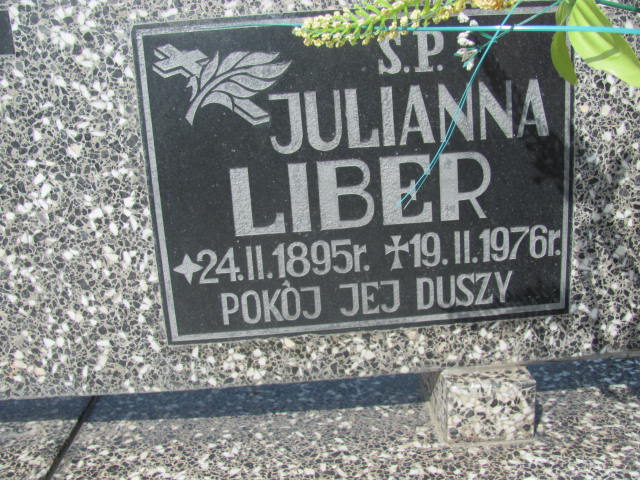 Ś.P.
JULIANNA
LIBER
24.II.1895r. 19.II.1976r.
POKÓJ JEJ DUSZY